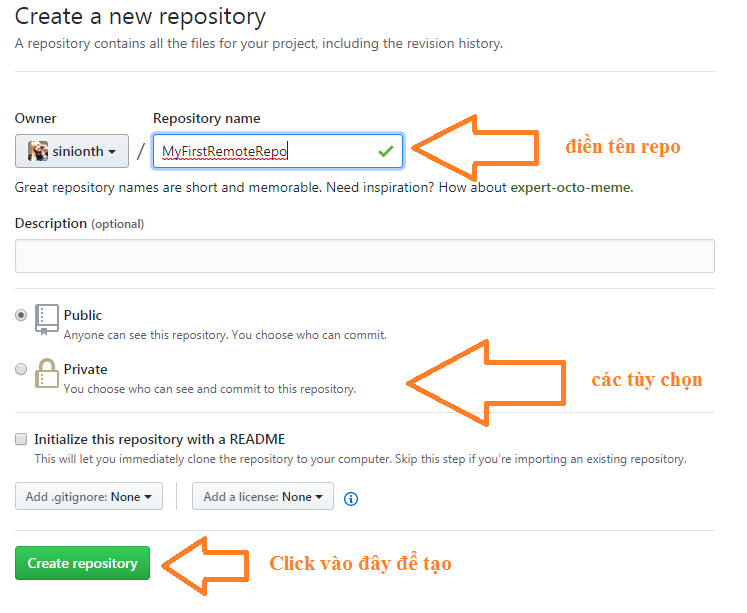 Create a new repository
A repository contains all the files for your project, including the revision history.
Owner
Repository name
sinionth / MyFirstRemoteRepo
điền tên repo
Great repository names are short and memorable. Need inspiration? How about expert-octo-meme.
Description (optional)
Public
Anyone can see this repository. You choose who can commit.
Private
You choose who can see and commit to this repository.
các tùy chọn
Initialize this repository with a README
This will let you immediately clone the repository to your computer. Skip this step if you're importing an existing repository.
Add .gitignore: None
Add a license: None
Create repository
Click vào đây để tạo